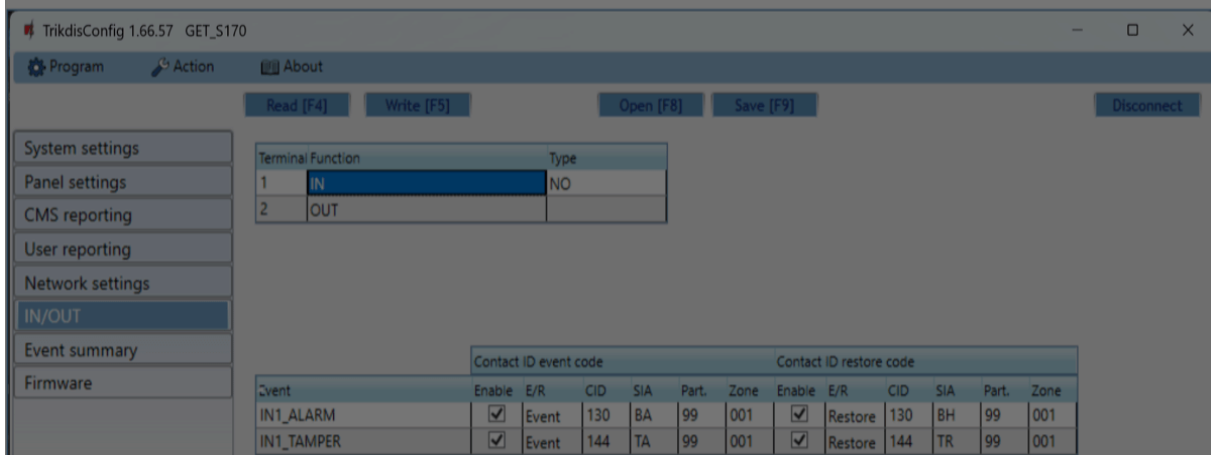 TrikdisConfig 1.66.57 GET_S170
Program Action About
Read [F4] Write [F5] Open [F8] Save [F9] Disconnect
System settings
Panel settings
CMS reporting
User reporting
Network settings
IN/OUT
Event summary
Firmware
Terminal Function Type
1 IN NO
2 OUT
Contact ID event code Contact ID restore code
Event Enable E/R CID SIA Part. Zone Enable E/R CID SIA Part. Zone
IN1_ALARM Event 130 BA 99 001 Restore 130 BH 99 001
IN1_TAMPER Event 144 TA 99 001 Restore 144 TR 99 001